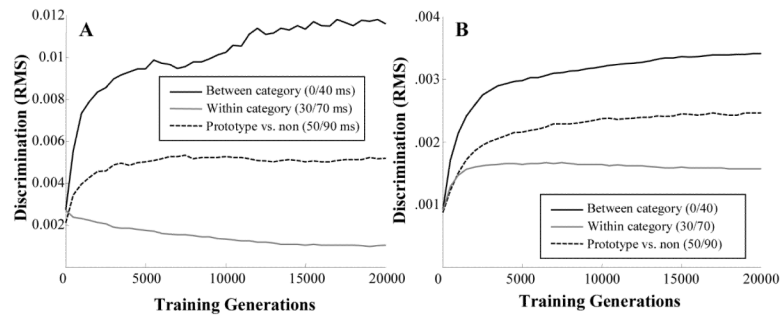 A
0.012
0.01
0.008
0.006
0.004
0.002
0
Discrimination (RMS)
Between category (0/40 ms)
Within category (30/70 ms)
Prototype vs. non (50/90 ms)
0 5000 10000 15000 20000
Training Generations
B
.004
.003
.002
.001
Discrimination (RMS)
Between category (0/40)
Within category (30/70)
Prototype vs. non (50/90)
0 5000 10000 15000 20000
Training Generations